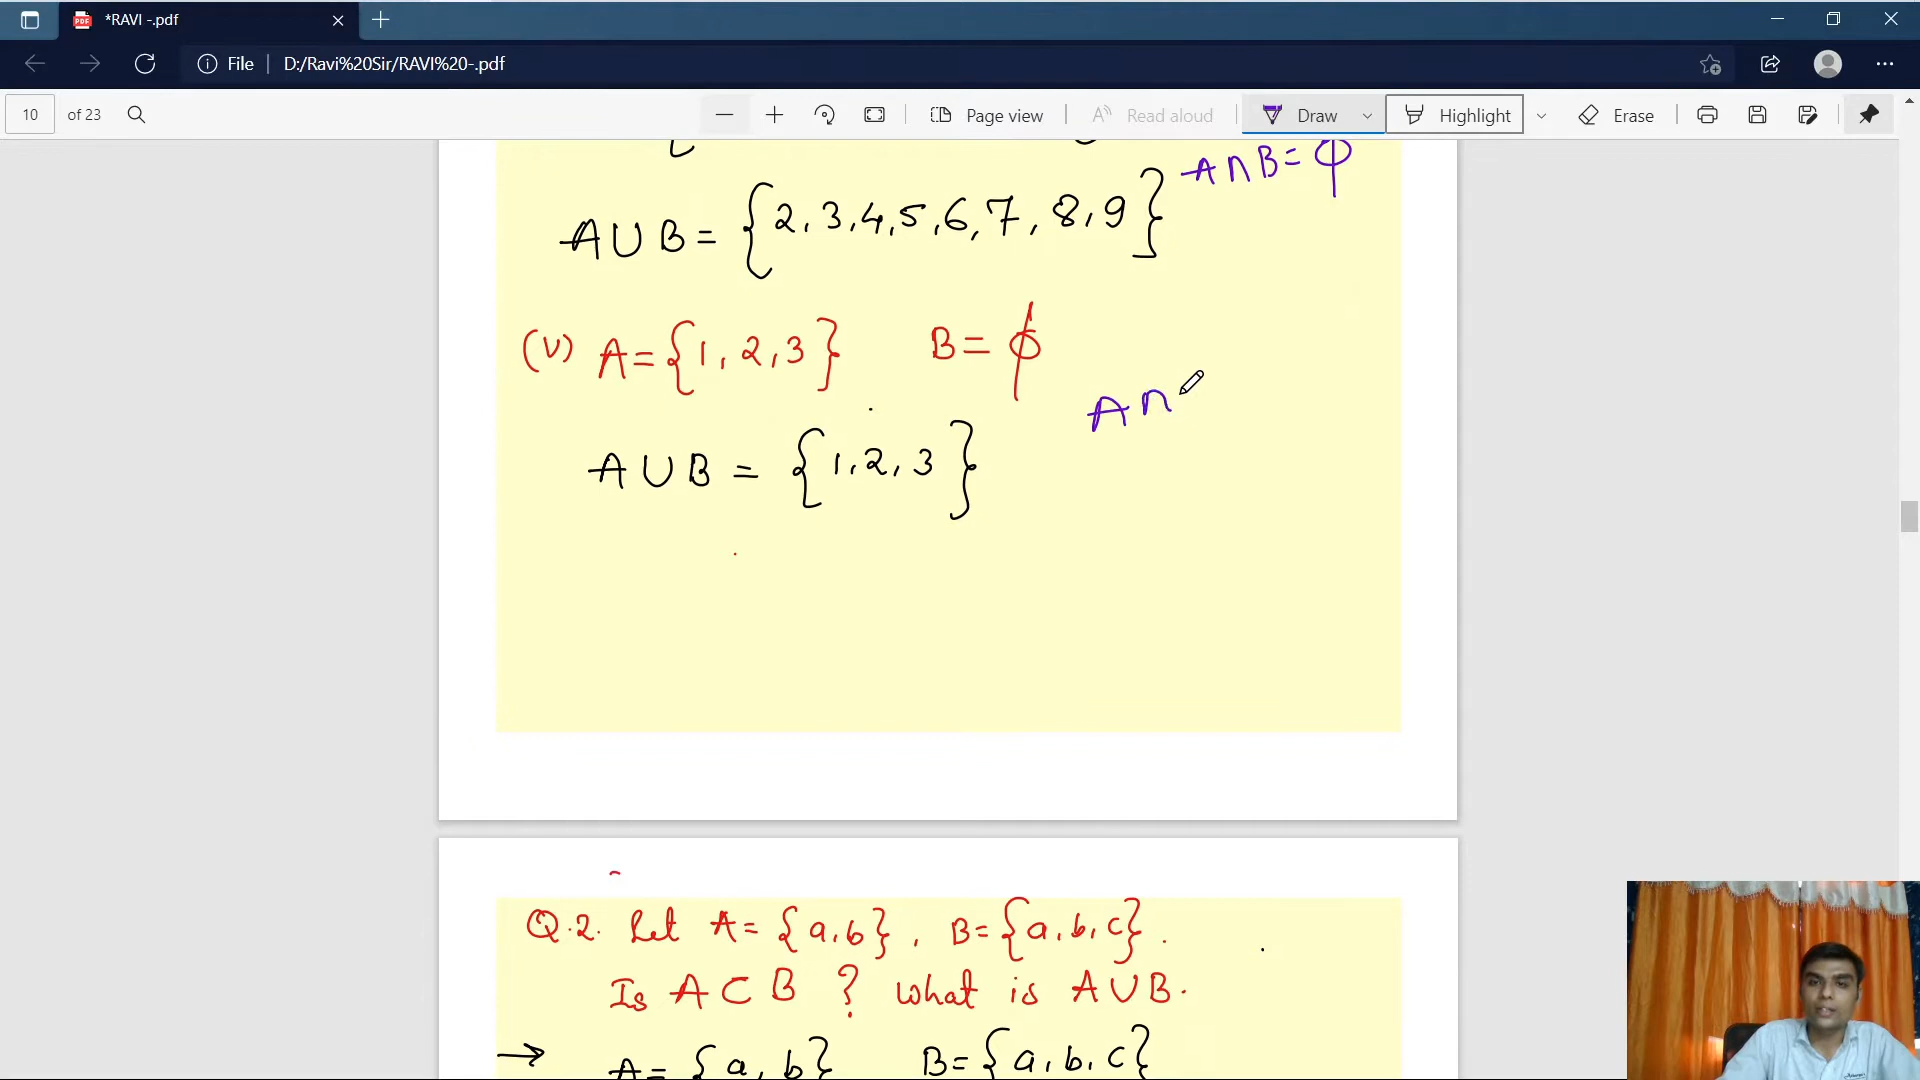 *RAVI -.pdf
File | D:/Ravi%20Sir/RAVI%20-.pdf
10 of 23 Page view Read aloud Draw Highlight Erase
A∩B = φ
A∪B = {2,3,4,5,6,7,8,9}
(V) A = {1, 2, 3} B = φ
A∩
A∪B = {1, 2, 3}
Q.2. Let A = {a, b}, B = {a, b, c}.
Is A⊂B ? What is A∪B.
→ A = {a, b} B = {a, b, c}